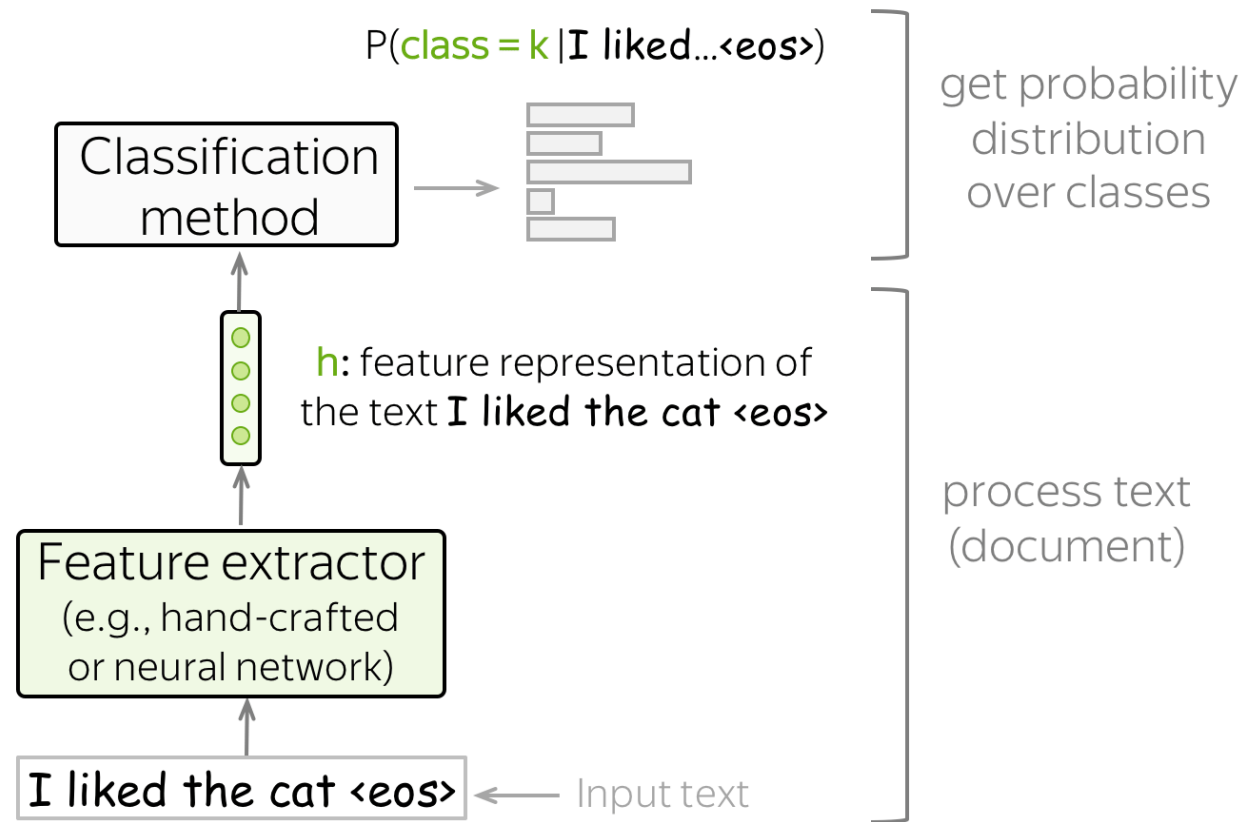 P(class = k |I liked...<eos>)
get probability
distribution
over classes
Classification
method
h: feature representation of
the text I liked the cat <eos>
process text
(document)
Feature extractor
(e.g., hand-crafted
or neural network)
I liked the cat <eos>
Input text